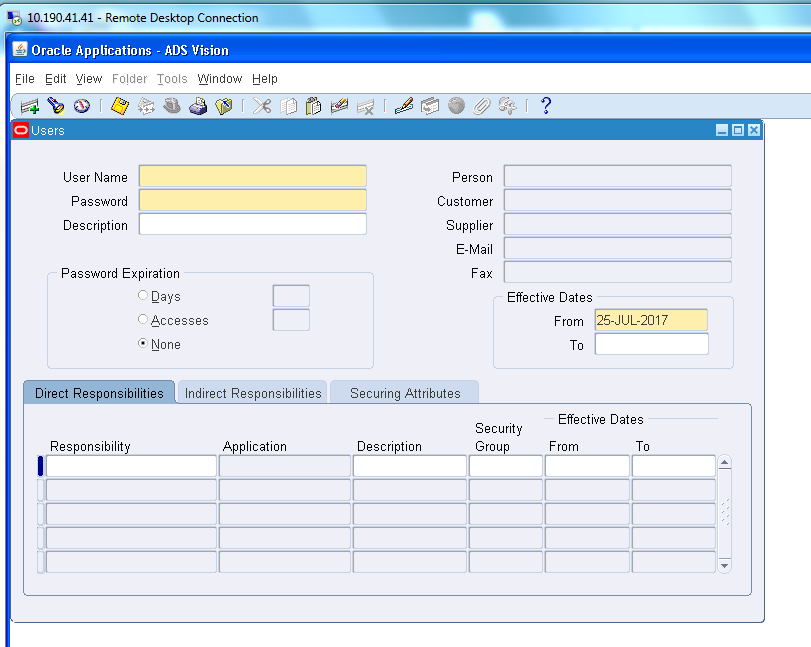 10.190.41.41 - Remote Desktop Connection
Oracle Applications - ADS Vision
File Edit View Folder Tools Window Help
?
Users
User Name
Password
Description
Person
Customer
Supplier
E-Mail
Fax
Password Expiration
Days
Accesses
None
Effective Dates
From 25-JUL-2017
To
Direct Responsibilities Indirect Responsibilities Securing Attributes
Effective Dates
Responsibility Application Description Security Group From To